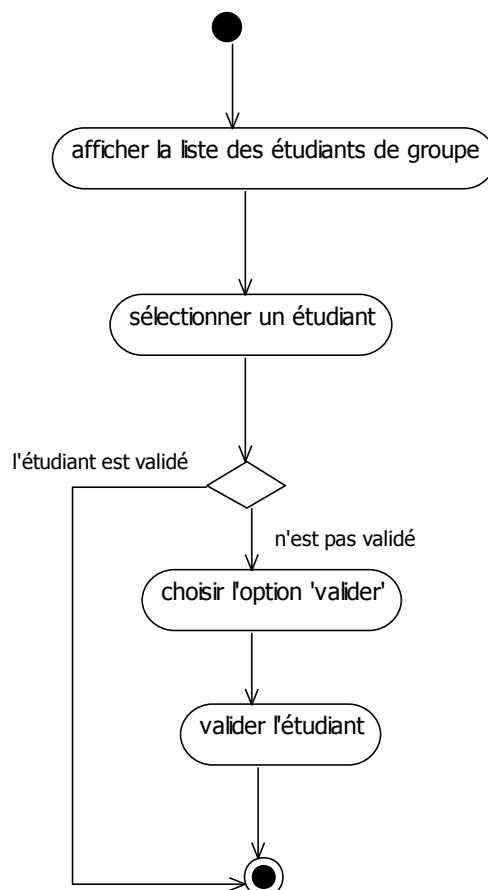 afficher la liste des étudiants de groupe
sélectionner un étudiant
l'étudiant est validé
n'est pas validé
choisir l'option 'valider'
valider l'étudiant